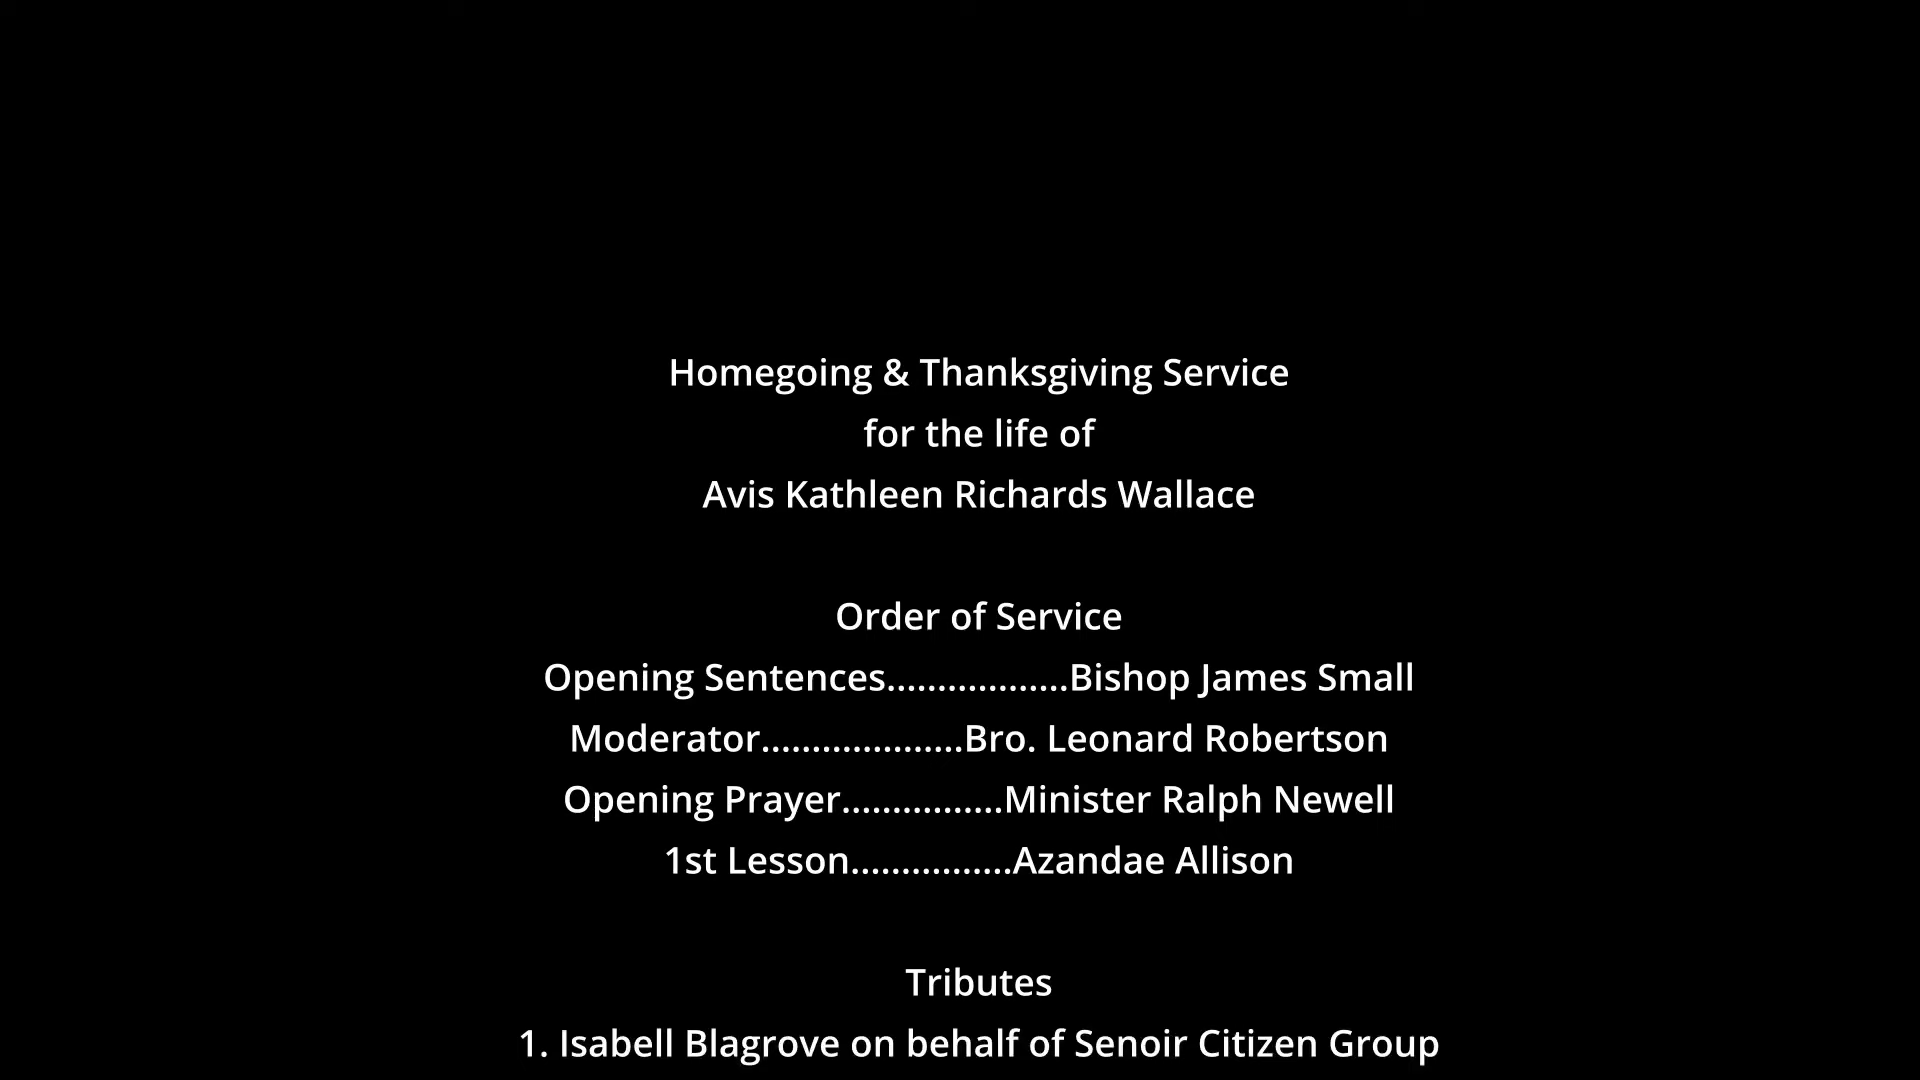 Homegoing & Thanksgiving Service
for the life of
Avis Kathleen Richards Wallace
Order of Service
Opening Sentences..................Bishop James Small
Moderator....................Bro. Leonard Robertson
Opening Prayer................Minister Ralph Newell
1st Lesson................Azandae Allison
Tributes
1. Isabell Blagrove on behalf of Senoir Citizen Group